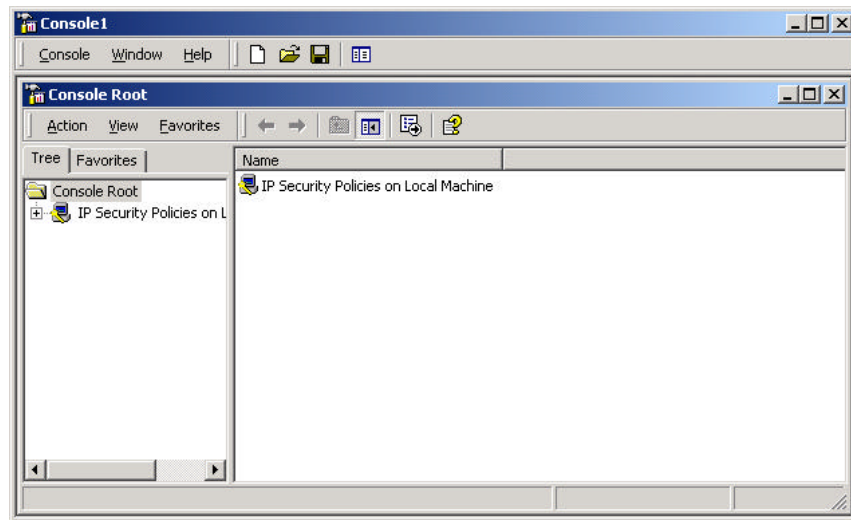 Console1
Console Window Help
Console Root
Action View Favorites
Tree Favorites
Name
Console Root
IP Security Policies on L
IP Security Policies on Local Machine